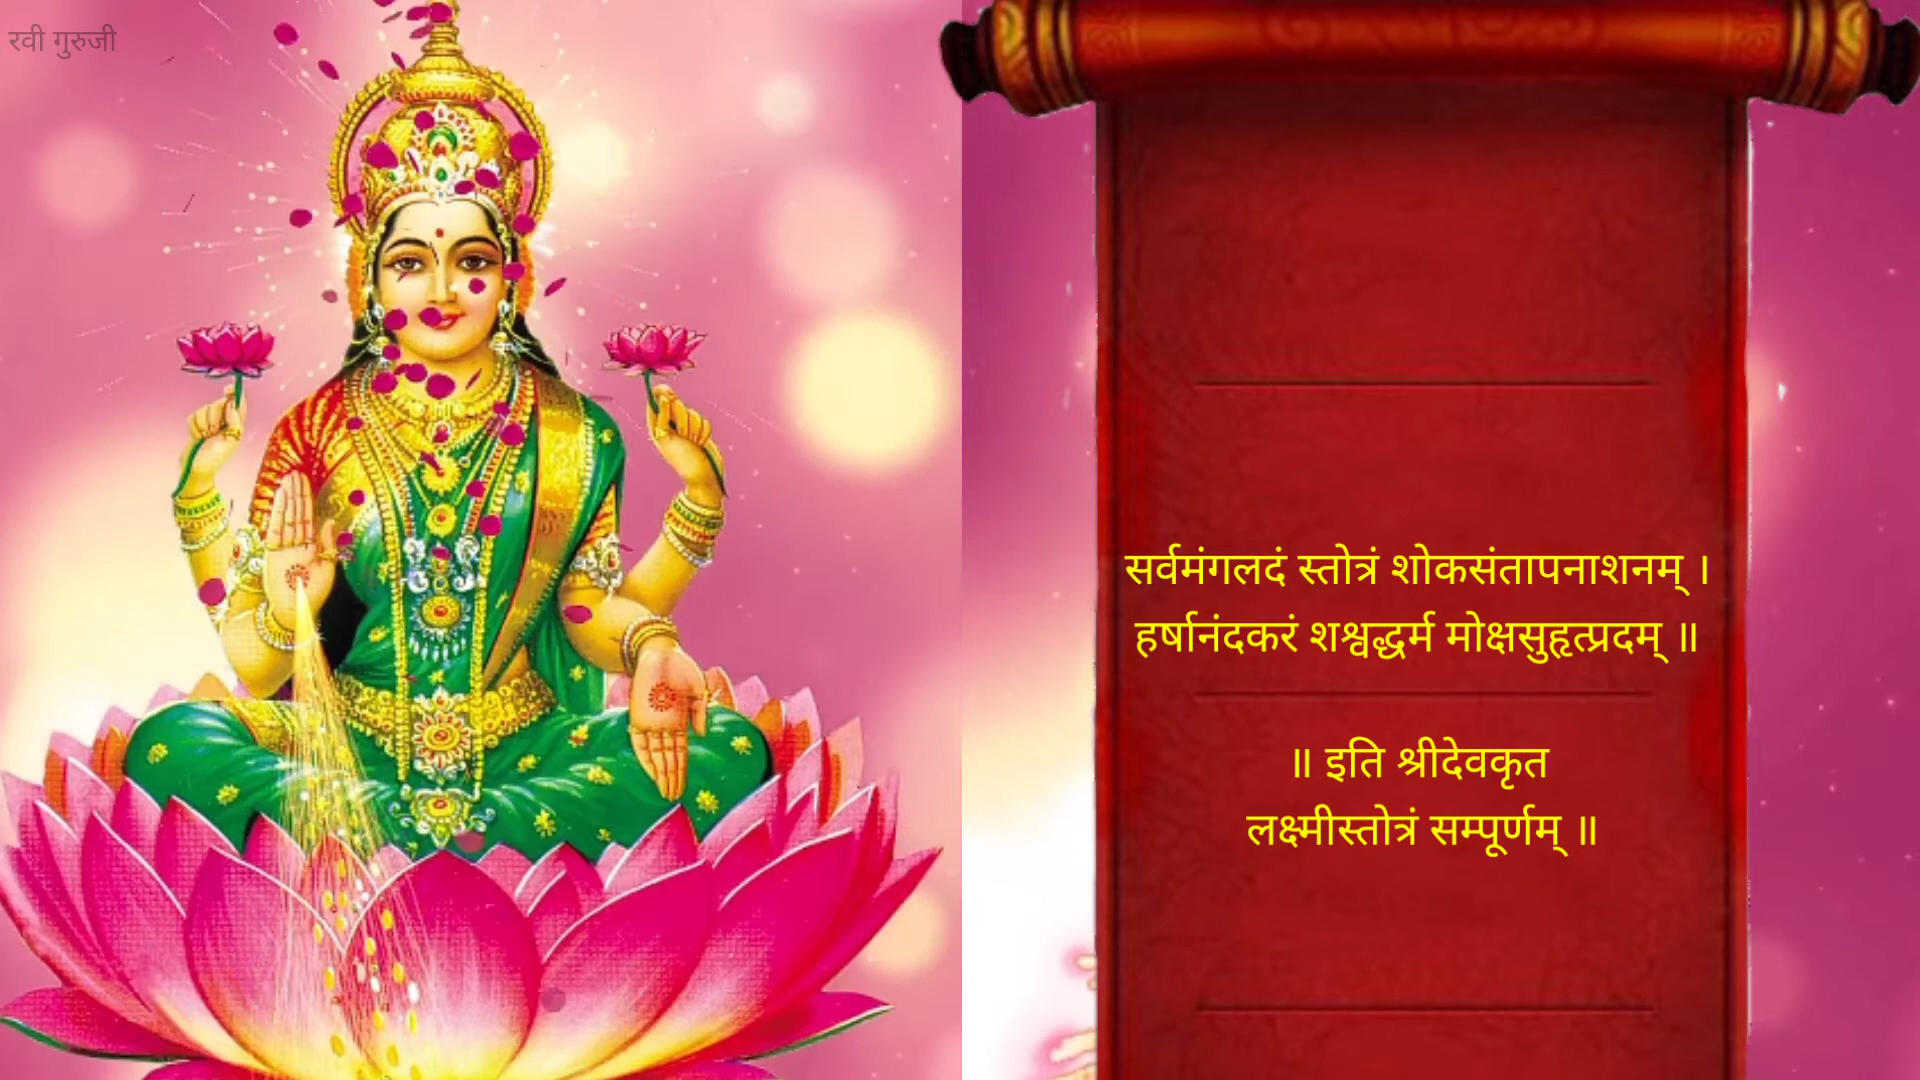 रवी गुरुजी
सर्वमंगलदं स्तोत्रं शोकसंतापनाशनम् ।
हर्षानंदकरं शश्वद्धर्म मोक्षसुहृत्प्रदम् ॥
॥ इति श्रीदेवकृत
लक्ष्मीस्तोत्रं सम्पूर्णम् ॥